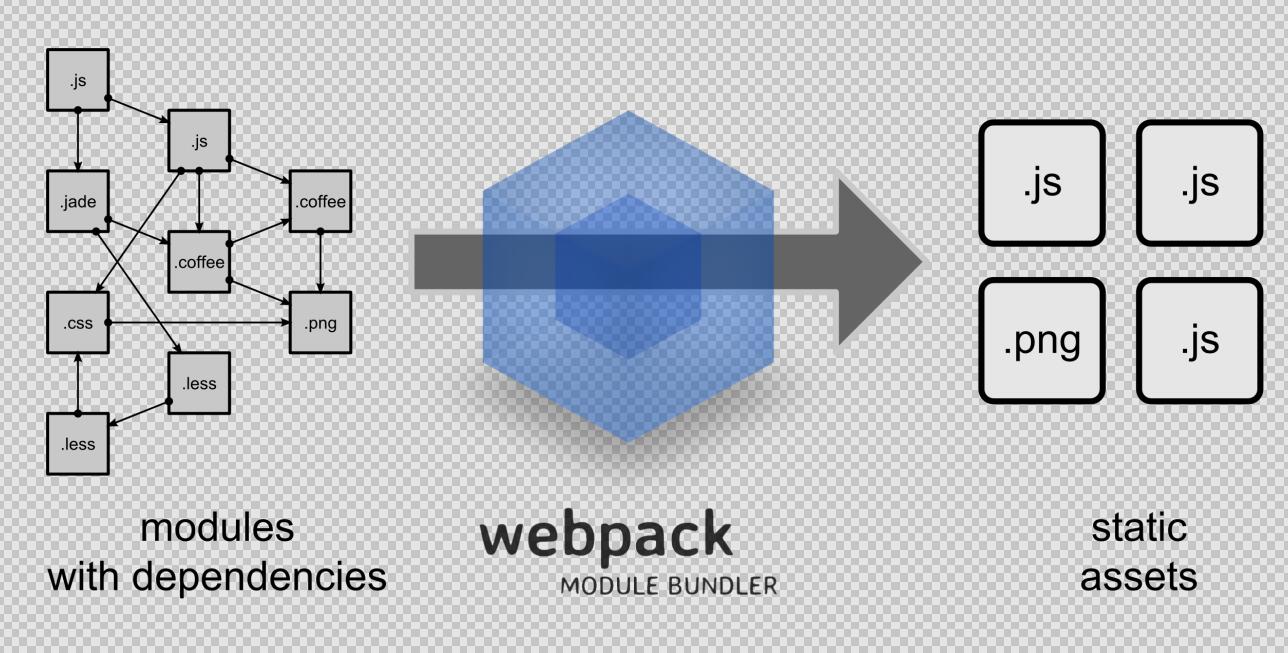 .js
.js
.jade
.coffee
.coffee
.css
.png
.less
.less
modules
with dependencies
webpack
MODULE BUNDLER
.js
.js
.png
.js
static
assets